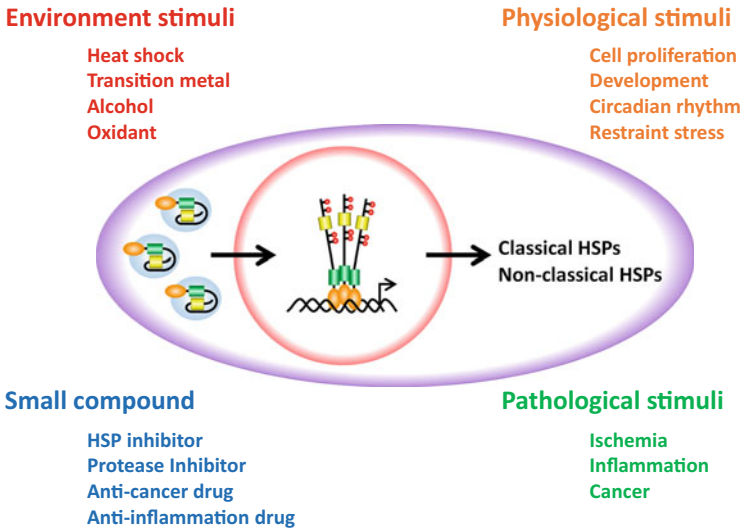 Environment stimuli
Heat shock
Transition metal
Alcohol
Oxidant
Physiological stimuli
Cell proliferation
Development
Circadian rhythm
Restraint stress
Classical HSPs
Non-classical HSPs
Small compound
HSP inhibitor
Protease Inhibitor
Anti-cancer drug
Anti-inflammation drug
Pathological stimuli
Ischemia
Inflammation
Cancer